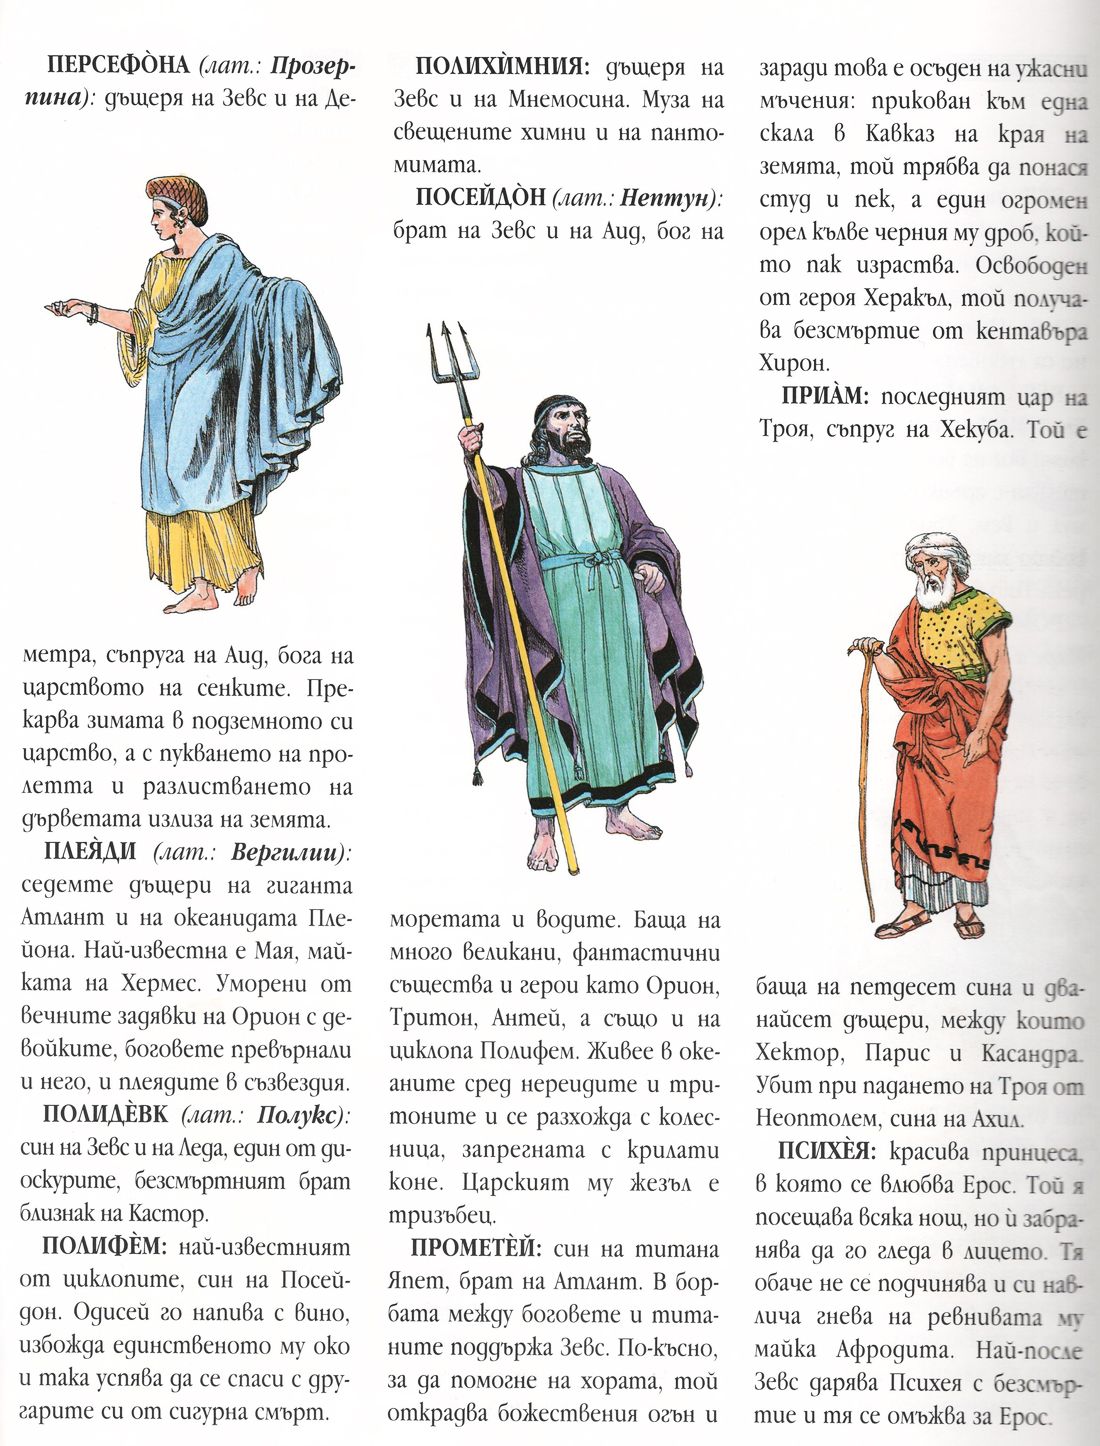 ПЕРСЕФО̀НА (лат.: Прозер-
пина): дъщеря на Зевс и на Де-
метра, съпруга на Аид, бога на
царството на сенките. Пре-
карва зимата в подземното си
царство, а с пукването на про-
летта и разлистването на
дърветата излиза на земята.
ПЛЕЯ̀ДИ (лат.: Вергилии):
седемте дъщери на гиганта
Атлант и на океанидата Пле-
йона. Най-известна е Мая, май-
ката на Хермес. Уморени от
вечните задявки на Орион с де-
войките, боговете превърнали
и него, и плеядите в съзвездия.
ПОЛИДЀВК (лат.: Полукс):
син на Зевс и на Леда, един от ди-
оскурите, безсмъртният брат
близнак на Кастор.
ПОЛИФЀМ: най-известният
от циклопите, син на Посей-
дон. Одисей го напива с вино,
избожда единственото му око
и така успява да се спаси с дру-
гарите си от сигурна смърт.
ПОЛИХЍМНИЯ: дъщеря на
Зевс и на Мнемосина. Муза на
свещените химни и на панто-
мимата.
ПОСЕЙДО̀Н (лат.: Нептун):
брат на Зевс и на Аид, бог на
моретата и водите. Баща на
много великани, фантастични
същества и герои като Орион,
Тритон, Антей, а също и на
циклопа Полифем. Живее в оке-
аните сред нереидите и три-
тоните и се разхожда с колес-
ница, запрегната с крилати
коне. Царският му жезъл е
тризъбец.
ПРОМЕТЀЙ: син на титана
Япет, брат на Атлант. В бор-
бата между боговете и тита-
ните поддържа Зевс. По-късно,
за да помогне на хората, той
открадва божествения огън и
заради това е осъден на ужасни
мъчения: прикован към една
скала в Кавказ на края на
земята, той трябва да понася
студ и пек, а един огромен
орел кълве черния му дроб, кой-
то пак израства. Освободен
от героя Херакъл, той получа-
ва безсмъртие от кентавъра
Хирон.
ПРИА̀М: последният цар на
Троя, съпруг на Хекуба. Той е
баща на петдесет сина и два-
найсет дъщери, между които
Хектор, Парис и Касандра.
Убит при падането на Троя от
Неоптолем, сина на Ахил.
ПСИХЀЯ: красива принцеса,
в която се влюбва Ерос. Той я
посещава всяка нощ, но ѝ забра-
нява да го гледа в лицето. Тя
обаче не се подчинява и си нав-
лича гнева на ревнивата му
майка Афродита. Най-после
Зевс дарява Психея с безсмър-
тие и тя се омъжва за Ерос.